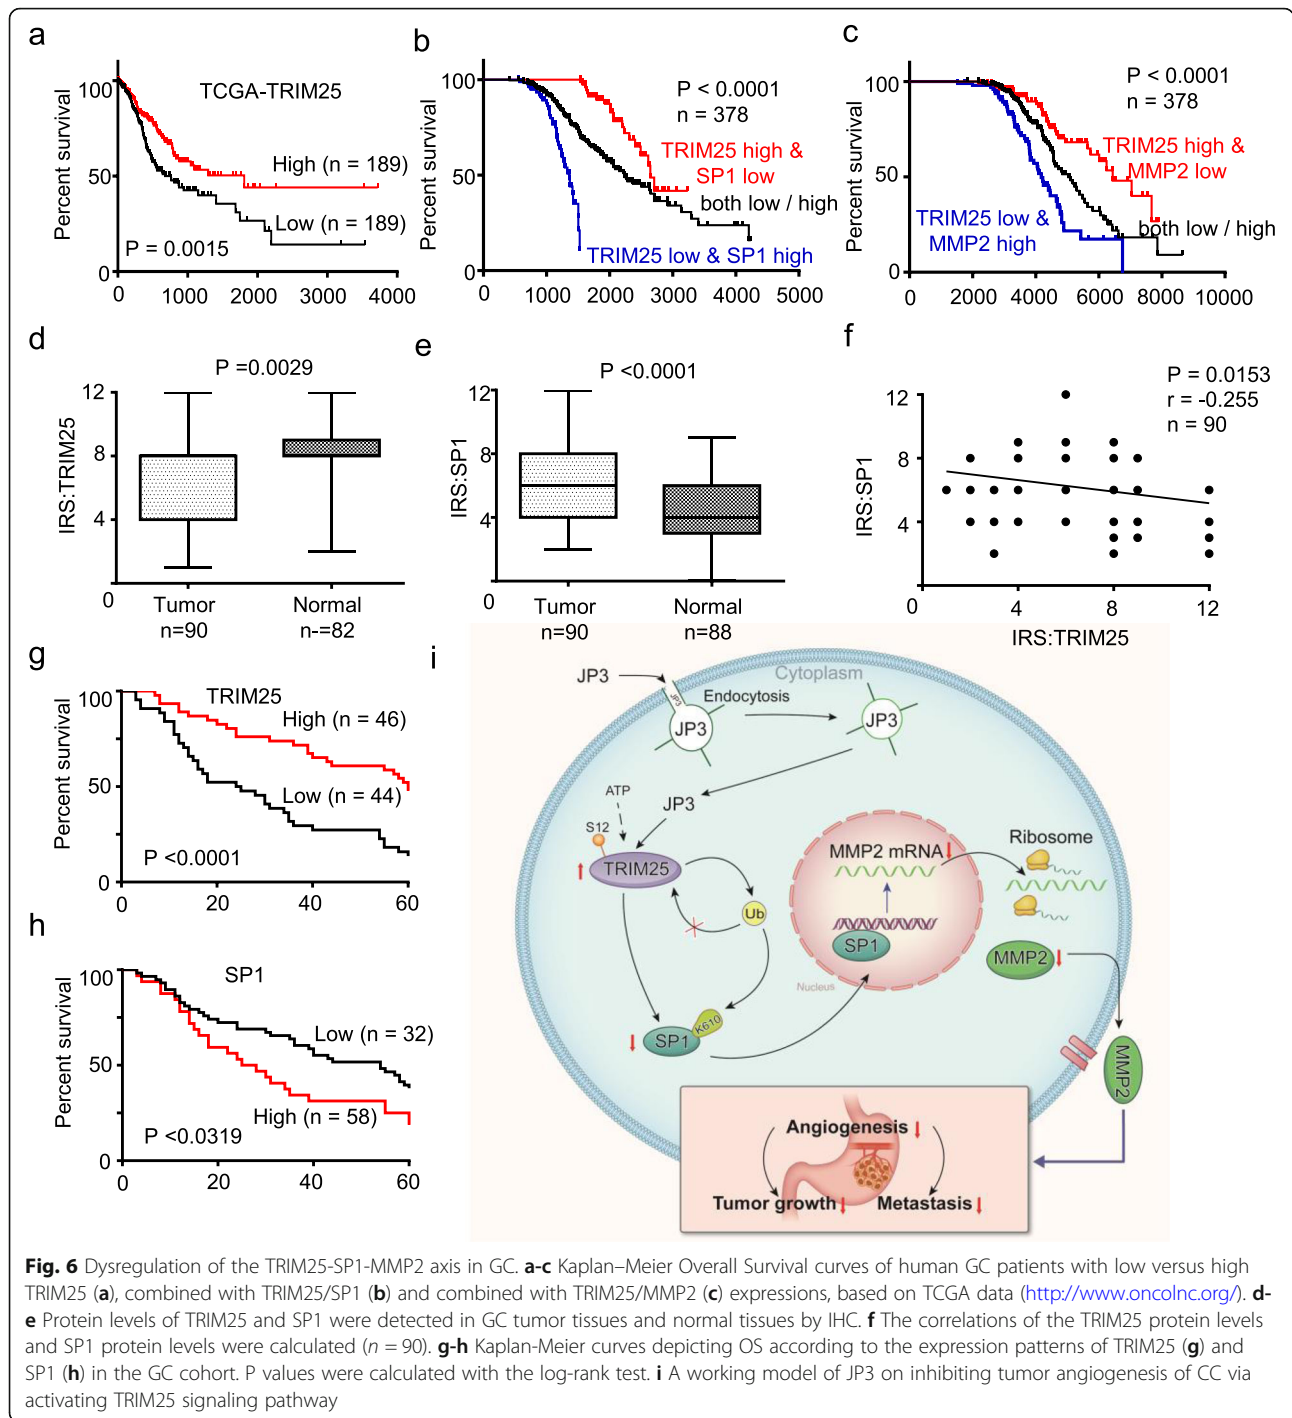 a
Percent survival
100
50
0
TCGA-TRIM25
High (n = 189)
Low (n = 189)
P = 0.0015
0 1000 2000 3000 4000
b
Percent survival
100
50
0
P < 0.0001
n = 378
TRIM25 high &
SP1 low
both low / high
TRIM25 low & SP1 high
0 1000 2000 3000 4000 5000
c
Percent survival
100
50
0
P < 0.0001
n = 378
TRIM25 high &
MMP2 low
TRIM25 low &
MMP2 high
both low / high
0 2000 4000 6000 8000 10000
d
P =0.0029
IRS:TRIM25
12
8
4
0
Tumor Normal
n=90 n-=82
e
P <0.0001
IRS:SP1
12
8
4
0
Tumor Normal
n=90 n=88
f
P = 0.0153
r = -0.255
n = 90
IRS:SP1
12
8
4
0
4 8 12
IRS:TRIM25
g
Percent survival
100
50
0
TRIM25
High (n = 46)
Low (n = 44)
P <0.0001
0 20 40 60
h
Percent survival
100
50
0
SP1
Low (n = 32)
High (n = 58)
P <0.0319
0 20 40 60
i
Cytoplasm
JP3
JP3
Endocytosis
JP3
JP3
ATP
JP3
S12
TRIM25
Ub
SP1
K610
MMP2 mRNA
SP1
Nucleus
Ribosome
MMP2
MMP2
Angiogenesis
Tumor growth
Metastasis
Fig. 6 Dysregulation of the TRIM25-SP1-MMP2 axis in GC. a-c Kaplan–Meier Overall Survival curves of human GC patients with low versus high
TRIM25 (a), combined with TRIM25/SP1 (b) and combined with TRIM25/MMP2 (c) expressions, based on TCGA data (http://www.oncolnc.org/). d-
e Protein levels of TRIM25 and SP1 were detected in GC tumor tissues and normal tissues by IHC. f The correlations of the TRIM25 protein levels
and SP1 protein levels were calculated (n = 90). g-h Kaplan-Meier curves depicting OS according to the expression patterns of TRIM25 (g) and
SP1 (h) in the GC cohort. P values were calculated with the log-rank test. i A working model of JP3 on inhibiting tumor angiogenesis of CC via
activating TRIM25 signaling pathway